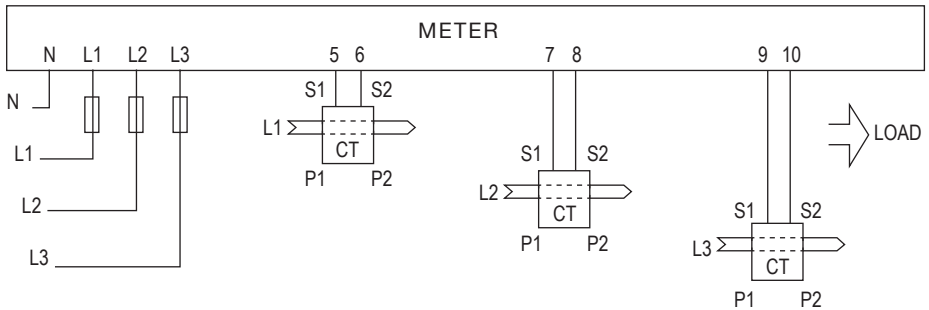 METER
N L1 L2 L3 5 6 7 8 9 10
S1 S2
N
L1
CT
LOAD
L1
P1 P2
S1 S2
L2
CT
L2
P1 P2
S1 S2
L3
L3
CT
P1 P2